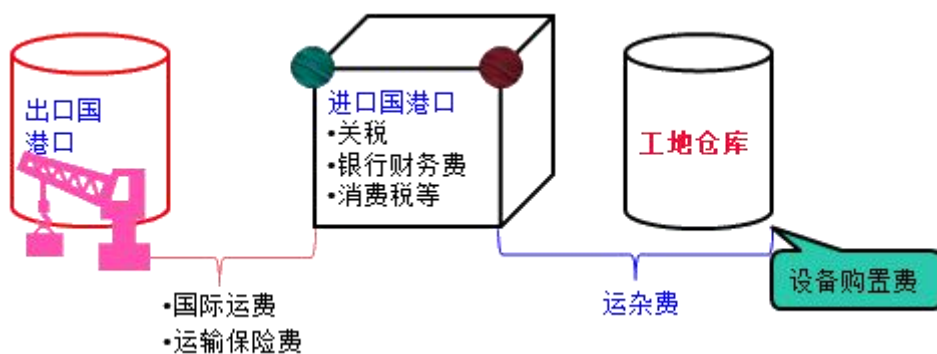 出口国
港口
进口国港口
•关税
•银行财务费
•消费税等
工地仓库
•国际运费
•运输保险费
运杂费
设备购置费